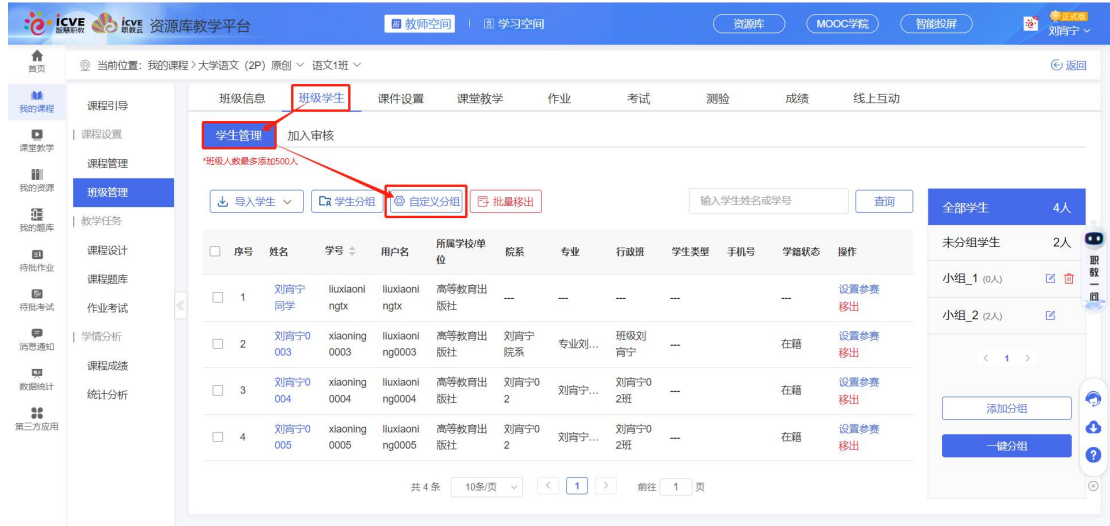 icve 智慧职教 icve 职教云 资源库教学平台 教师空间 学习空间 资源库 MOOC学院 智能投屏 正式版
刘宵宁
首页 当前位置：我的课程 > 大学语文（2P）原创 语文1班 返回
我的课程
课堂教学
我的资源
我的题库
待批作业
待批考试
消息通知
数据统计
第三方应用
课程引导
课程设置
课程管理
班级管理
教学任务
课程设计
课程题库
作业考试
学情分析
课程成绩
统计分析
班级信息 班级学生 课件设置 课堂教学 作业 考试 测验 成绩 线上互动
学生管理 加入审核
*班级人数最多添加500人
导入学生 学生分组 自定义分组 批量移出 输入学生姓名或学号 查询
序号 姓名 学号 用户名 所属学校/单位 院系 专业 行政班 学生类型 手机号 学籍状态 操作
1 刘宵宁同学 liuxiaoningtx liuxiaoningtx 高等教育出版社 --- --- --- --- --- 设置参赛 移出
2 刘宵宁0003 xiaoning0003 liuxiaoning0003 高等教育出版社 刘宵宁院系 专业刘... 班级刘宵宁 --- 在籍 设置参赛 移出
3 刘宵宁0004 xiaoning0004 liuxiaoning0004 高等教育出版社 刘宵宁02 刘宵宁... 刘宵宁02班 --- 在籍 设置参赛 移出
4 刘宵宁0005 xiaoning0005 liuxiaoning0005 高等教育出版社 刘宵宁02 刘宵宁... 刘宵宁02班 --- 在籍 设置参赛 移出
共 4 条 10条/页 < 1 > 前往 1 页
全部学生 4人
未分组学生 2人
小组_1 (0人)
小组_2 (2人)
< 1 >
添加分组
一键分组
职教一问